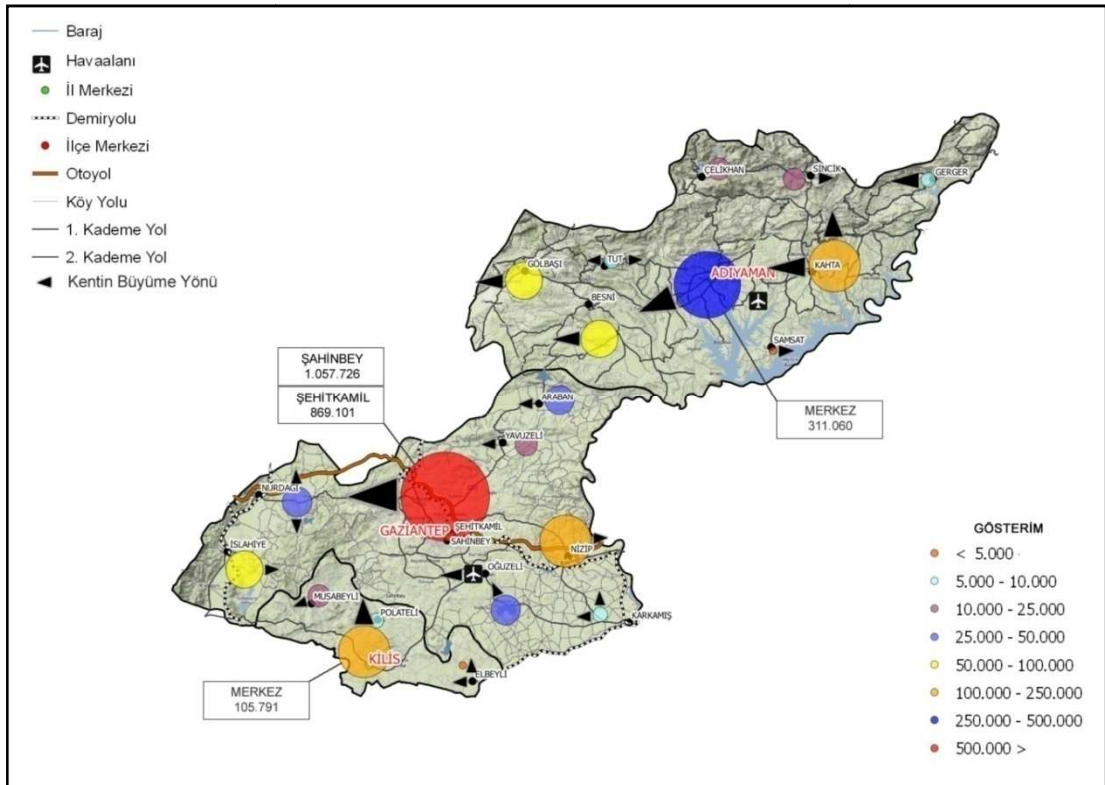 Baraj
Havaalanı
İl Merkezi
Demiryolu
İlçe Merkezi
Otoyol
Köy Yolu
1. Kademe Yol
2. Kademe Yol
Kentin Büyüme Yönü
ÇELİKHAN
SİNCİK
GERGER
GÖLBAŞI
TUT
ADIYAMAN
KAHTA
BESNİ
SAMSAT
ŞAHİNBEY
1.057.726
ŞEHİTKAMİL
869.101
MERKEZ
311.060
ARABAN
YAVUZELİ
NURDAĞI
GAZİANTEP
ŞEHİTKAMİL
ŞAHİNBEY
NİZİP
İSLAHİYE
OĞUZELİ
MUSABEYLİ
POLATELİ
KARKAMIŞ
KİLİS
ELBEYLİ
MERKEZ
105.791
GÖSTERİM
< 5.000
5.000 - 10.000
10.000 - 25.000
25.000 - 50.000
50.000 - 100.000
100.000 - 250.000
250.000 - 500.000
500.000 >